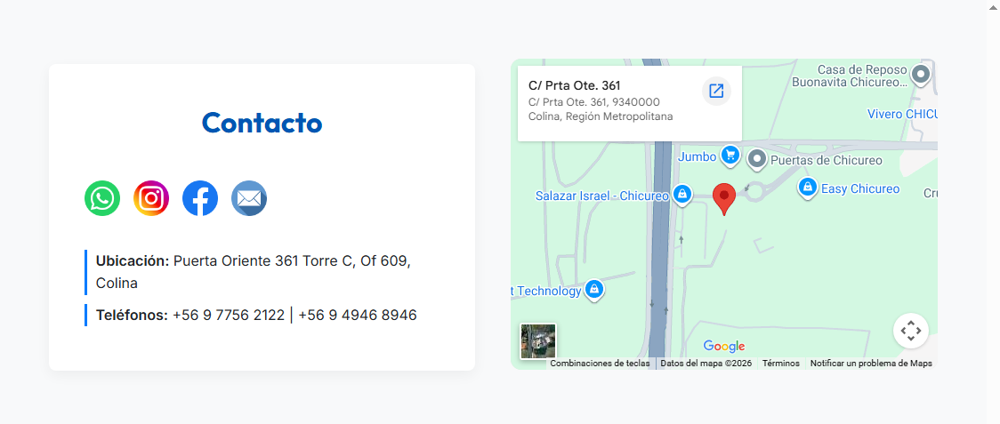 Contacto
Ubicación: Puerta Oriente 361 Torre C, Of 609,
Colina
Teléfonos: +56 9 7756 2122 | +56 9 4946 8946
C/ Prta Ote. 361
C/ Prta Ote. 361, 9340000
Colina, Región Metropolitana
Casa de Reposo
Buonavita Chicureo...
Vivero CHICU
Jumbo
Puertas de Chicureo
Salazar Israel - Chicureo
Easy Chicureo
Cru
t Technology
Google
Combinaciones de teclas
Datos del mapa ©2026
Términos
Notificar un problema de Maps